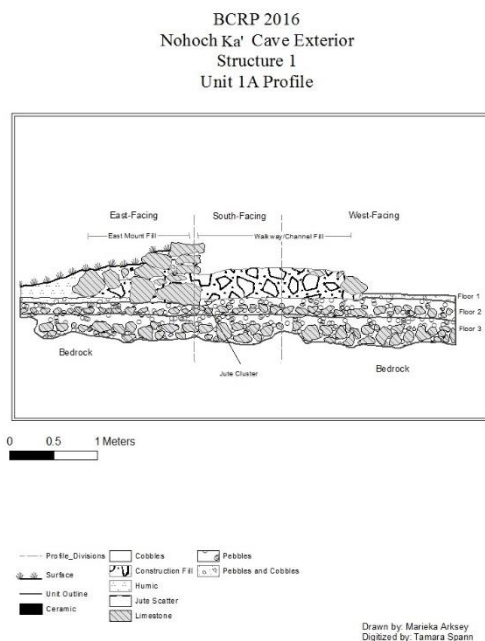 BCRP 2016
Nohoch Ka' Cave Exterior
Structure 1
Unit 1A Profile
East-Facing South-Facing West-Facing
East Mount Fill Walkway/Channel Fill
Floor 1
Floor 2
Floor 3
Bedrock Bedrock
Jute Cluster
0 0.5 1 Meters
Profile_Divisions Cobbles Pebbles
Surface Construction Fill Pebbles and Cobbles
Unit Outline Humic
Ceramic Jute Scatter
Limestone
Drawn by: Marieka Arksey
Digitized by: Tamara Spann